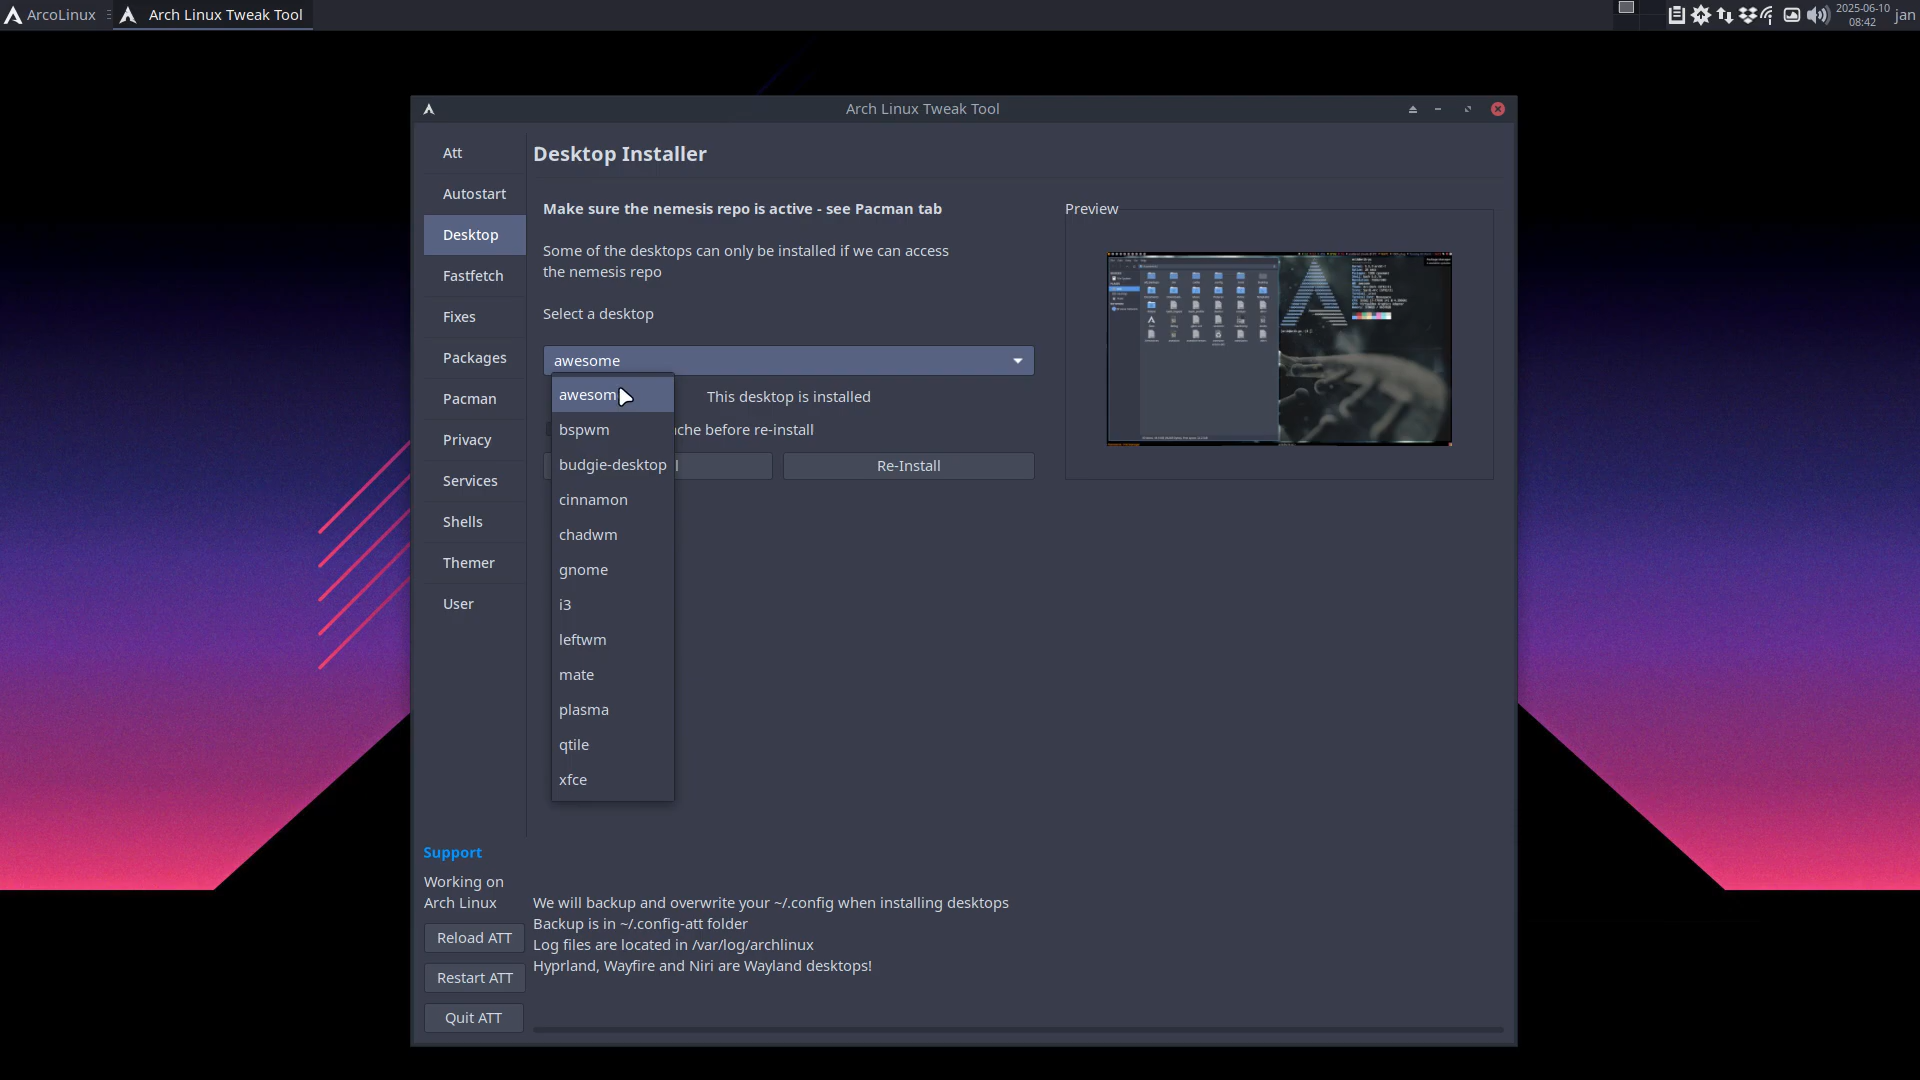 ArcoLinux
Arch Linux Tweak Tool
2025-06-10
08:42
jan
Arch Linux Tweak Tool
Att
Autostart
Desktop
Fastfetch
Fixes
Packages
Pacman
Privacy
Services
Shells
Themer
User
Desktop Installer
Make sure the nemesis repo is active - see Pacman tab
Some of the desktops can only be installed if we can access
the nemesis repo
Select a desktop
awesome
This desktop is installed
che before re-install
Re-Install
awesom
bspwm
budgie-desktop
cinnamon
chadwm
gnome
i3
leftwm
mate
plasma
qtile
xfce
Preview
Support
Working on
Arch Linux
Reload ATT
Restart ATT
Quit ATT
We will backup and overwrite your ~/.config when installing desktops
Backup is in ~/.config-att folder
Log files are located in /var/log/archlinux
Hyprland, Wayfire and Niri are Wayland desktops!